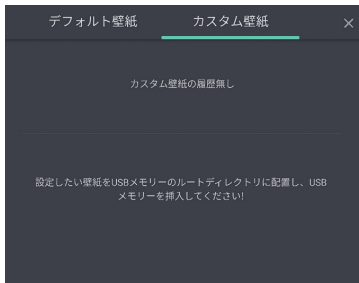 デフォルト壁紙 カスタム壁紙 ×
カスタム壁紙の履歴無し
設定したい壁紙をUSBメモリーのルートディレクトリに配置し、USB
メモリーを挿入してください!